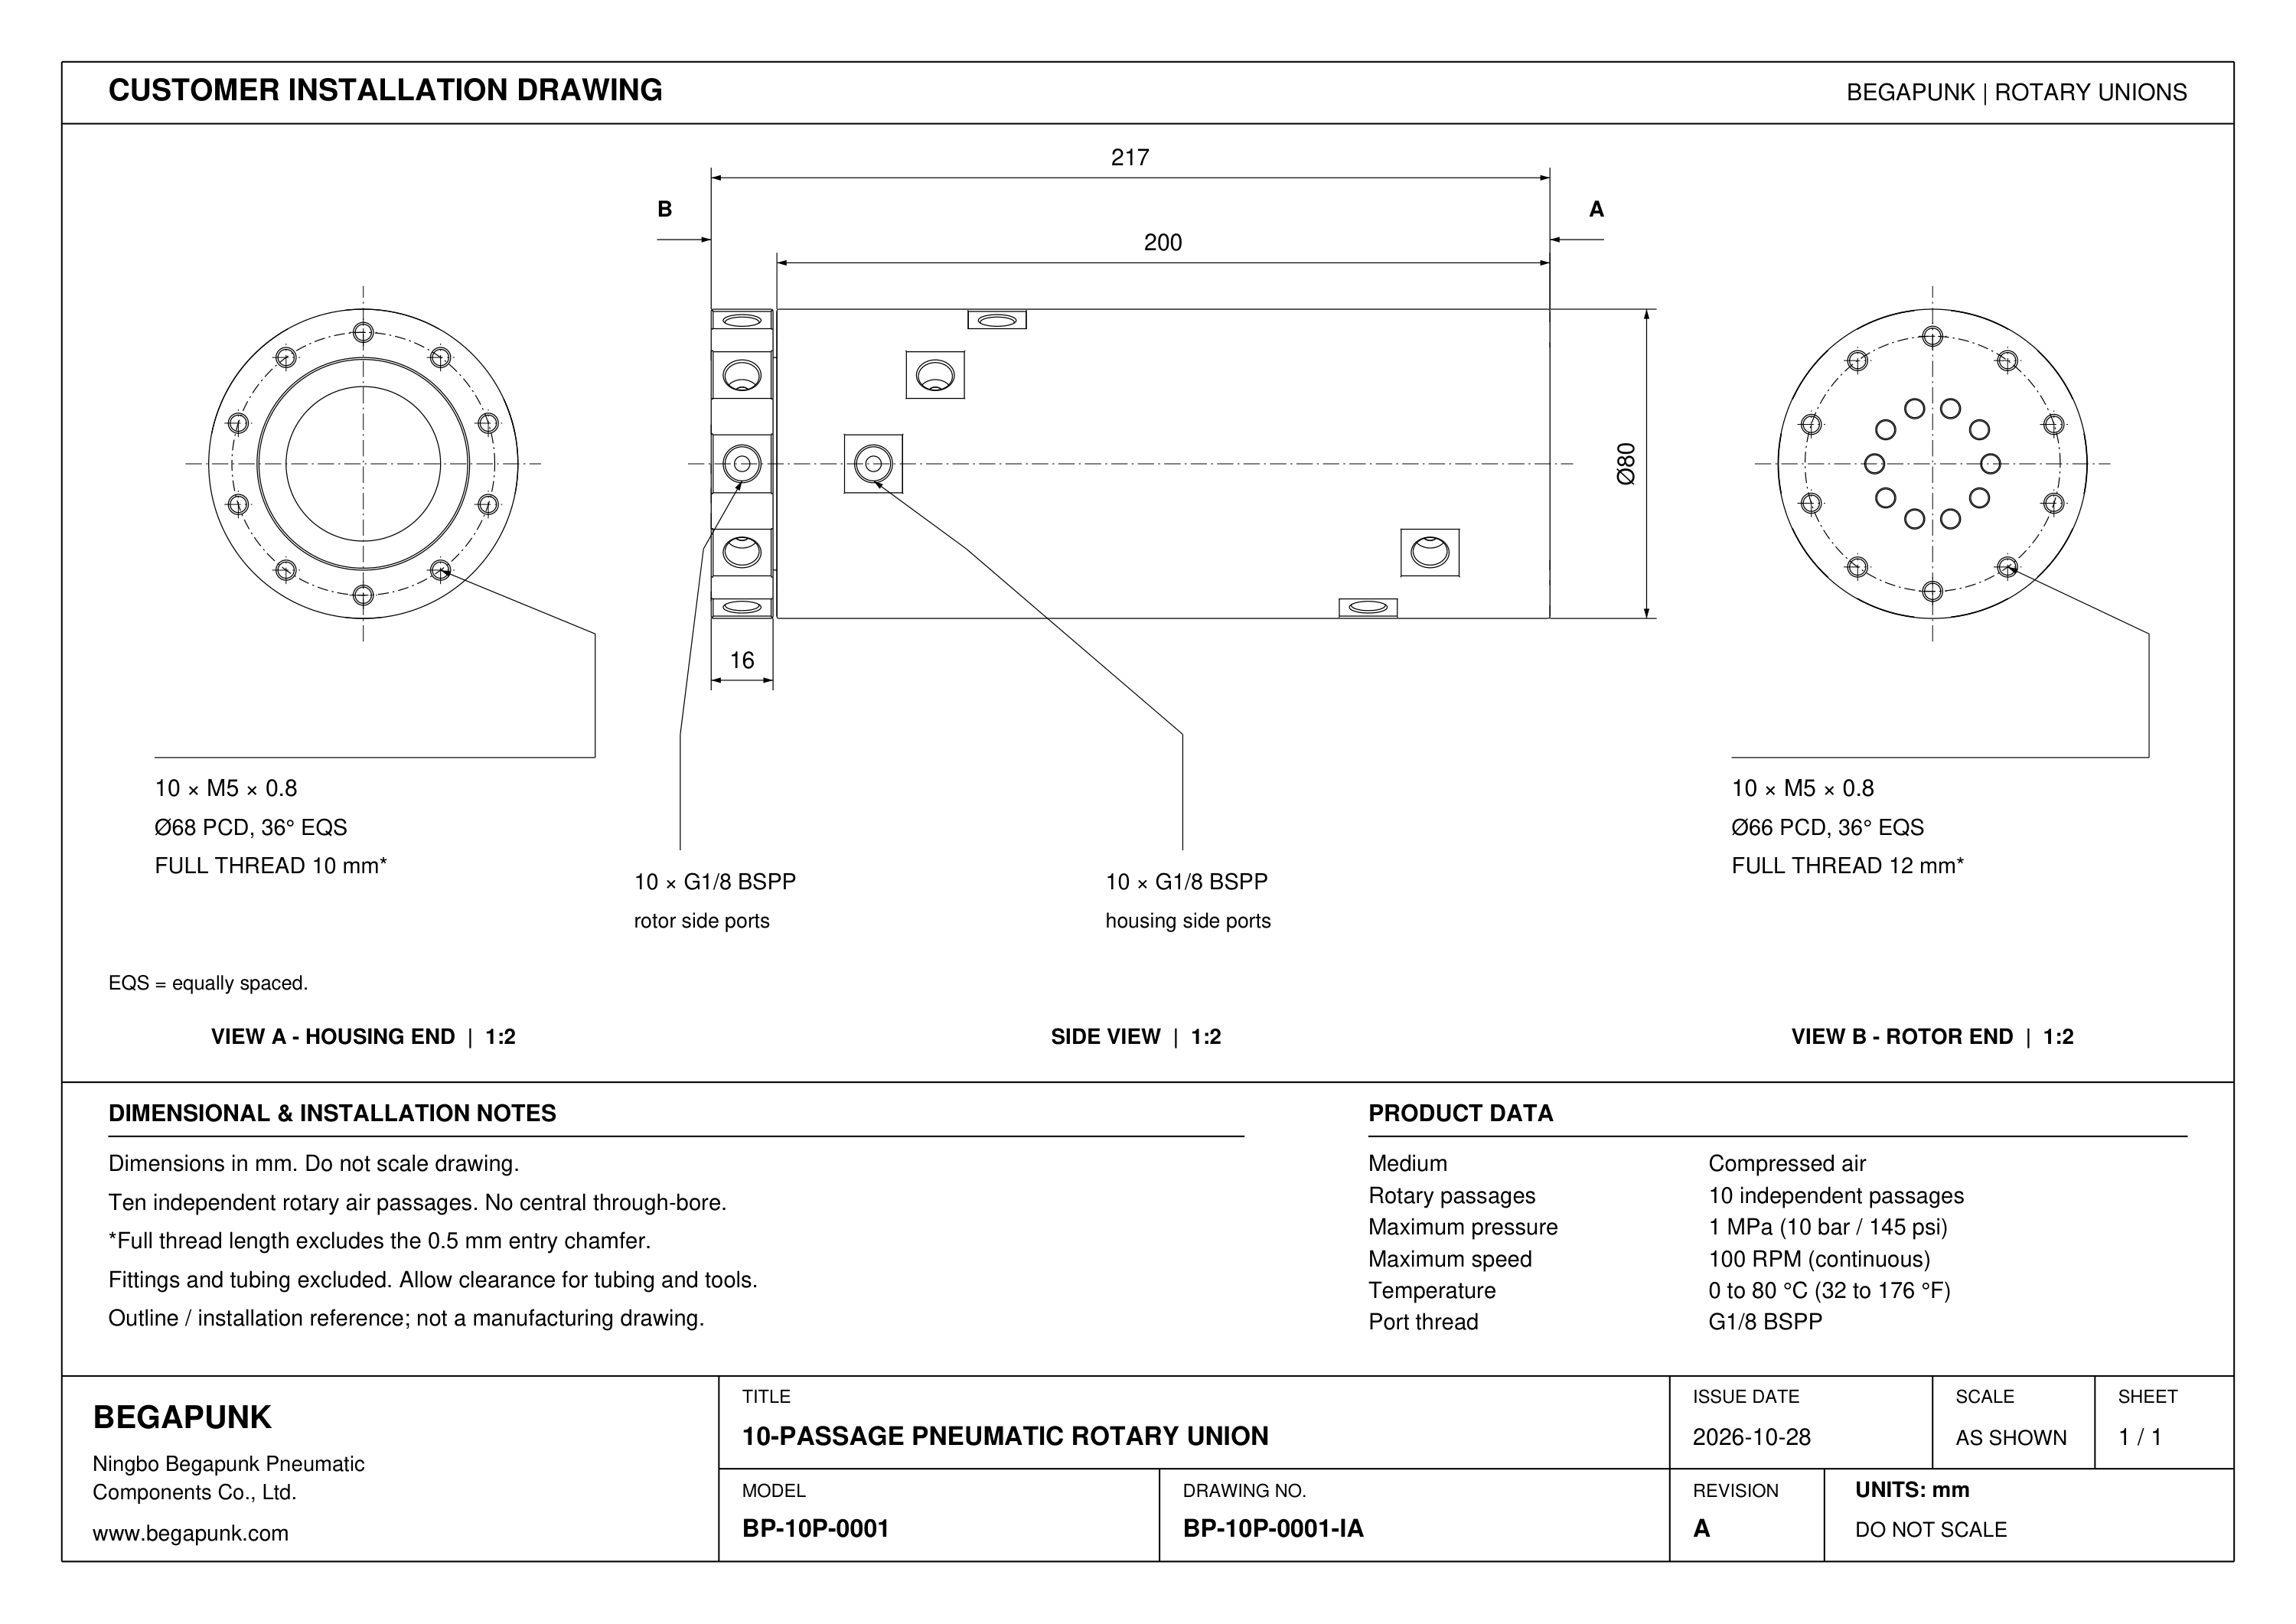 CUSTOMER INSTALLATION DRAWING
BEGAPUNK | ROTARY UNIONS
217
B
A
200
Ø80
16
10 × M5 × 0.8
Ø68 PCD, 36° EQS
FULL THREAD 10 mm*
10 × G1/8 BSPP
rotor side ports
10 × G1/8 BSPP
housing side ports
10 × M5 × 0.8
Ø66 PCD, 36° EQS
FULL THREAD 12 mm*
EQS = equally spaced.
VIEW A - HOUSING END | 1:2
SIDE VIEW | 1:2
VIEW B - ROTOR END | 1:2
DIMENSIONAL & INSTALLATION NOTES
Dimensions in mm. Do not scale drawing.
Ten independent rotary air passages. No central through-bore.
*Full thread length excludes the 0.5 mm entry chamfer.
Fittings and tubing excluded. Allow clearance for tubing and tools.
Outline / installation reference; not a manufacturing drawing.
PRODUCT DATA
Medium Compressed air
Rotary passages 10 independent passages
Maximum pressure 1 MPa (10 bar / 145 psi)
Maximum speed 100 RPM (continuous)
Temperature 0 to 80 °C (32 to 176 °F)
Port thread G1/8 BSPP
BEGAPUNK
Ningbo Begapunk Pneumatic
Components Co., Ltd.
www.begapunk.com
TITLE
10-PASSAGE PNEUMATIC ROTARY UNION
MODEL
BP-10P-0001
DRAWING NO.
BP-10P-0001-IA
ISSUE DATE
2026-10-28
SCALE
AS SHOWN
SHEET
1 / 1
REVISION
A
UNITS: mm
DO NOT SCALE